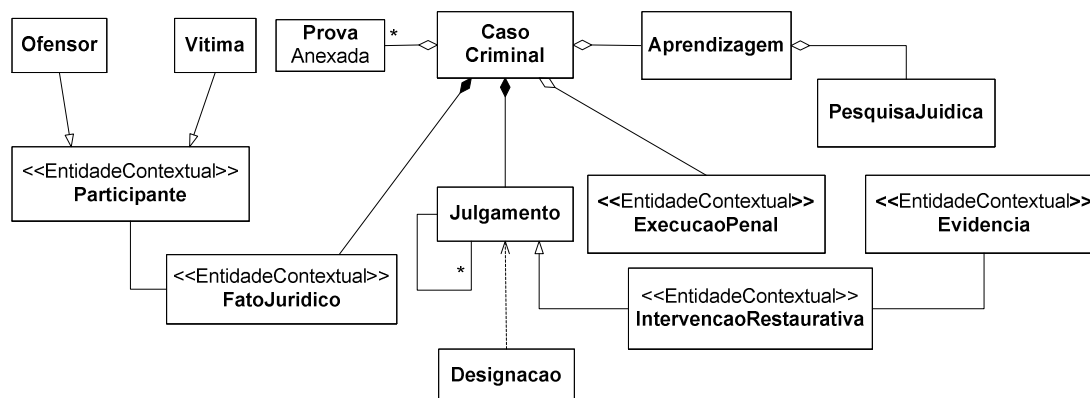 Ofensor
Vitima
Prova
Anexada
*
Caso
Criminal
Aprendizagem
PesquisaJuidica
<<EntidadeContextual>>
Participante
Julgamento
*
<<EntidadeContextual>>
ExecucaoPenal
<<EntidadeContextual>>
Evidencia
<<EntidadeContextual>>
FatoJuridico
<<EntidadeContextual>>
IntervencaoRestaurativa
Designacao